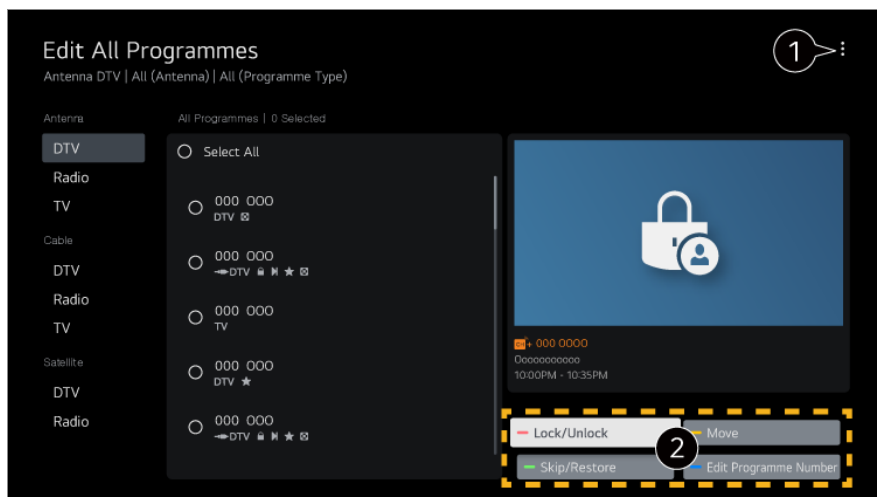 Edit All Programmes
Antenna DTV | All (Antenna) | All (Programme Type)
1
Antenna
DTV
Radio
TV
Cable
DTV
Radio
TV
Satellite
DTV
Radio
All Programmes | 0 Selected
Select All
000 000
DTV
000 000
DTV
000 000
TV
000 000
DTV
000 000
DTV
000 0000
Oooooooooooo
10:00PM - 10:35PM
Lock/Unlock
Move
2
Skip/Restore
Edit Programme Number